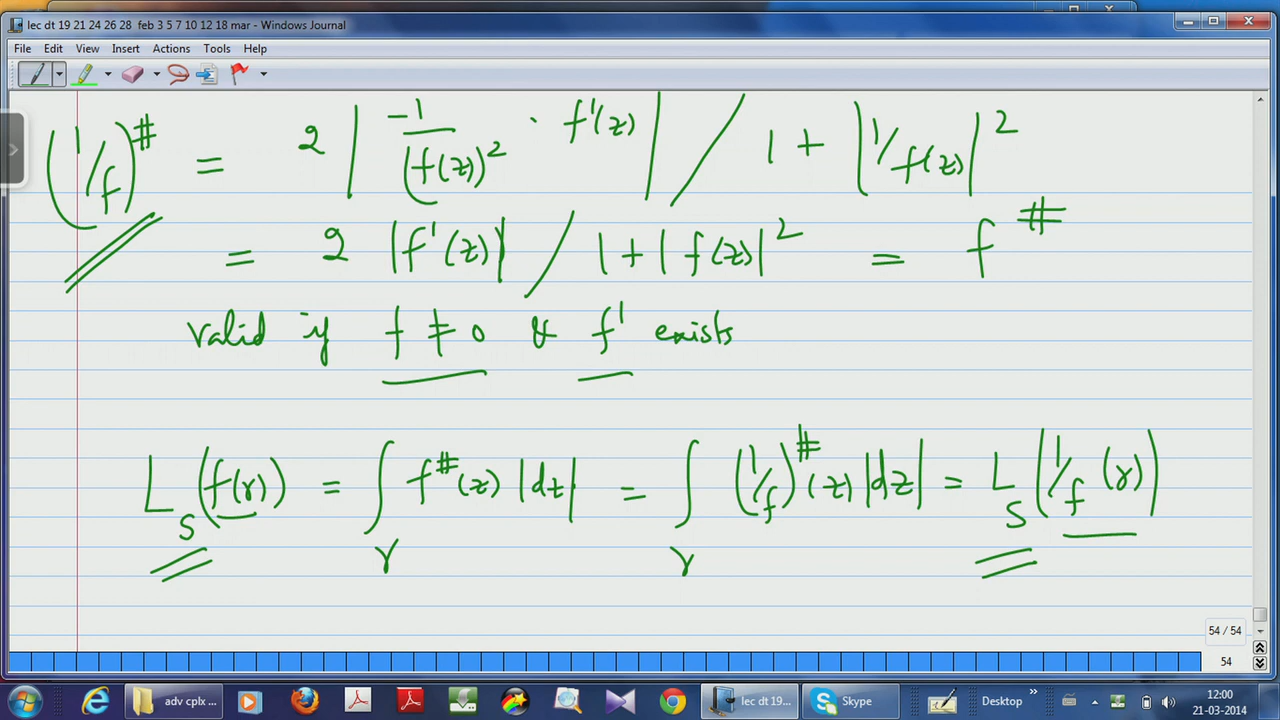 lec dt 19 21 24 26 28 feb 3 5 7 10 12 18 mar - Windows Journal
File Edit View Insert Actions Tools Help
(1/f)^# = 2 | -1/(f(z)^2 · f'(z) | / 1 + |1/f(z)|^2
= 2 |f'(z)| / 1 + |f(z)|^2 = f^#
valid if f ≠ 0 & f' exists
L_S (f(γ)) = ∫_γ f^#(z) |dz| = ∫_γ (1/f)^#(z) |dz| = L_S (1/f (γ))
54 / 54
54
adv cplx ... lec dt 19... Skype Desktop » 12:00
21-03-2014